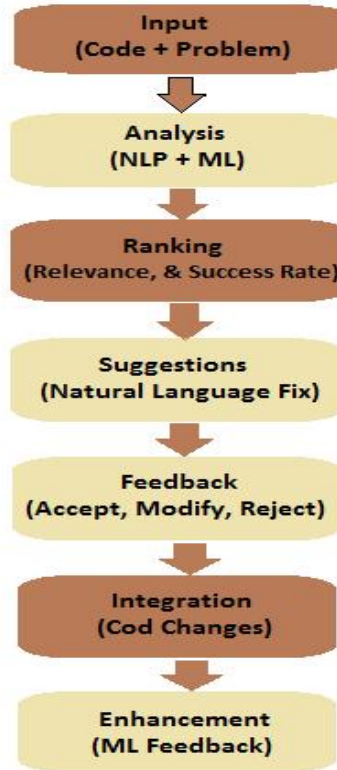 Input
(Code + Problem)
Analysis
(NLP + ML)
Ranking
(Relevance, & Success Rate)
Suggestions
(Natural Language Fix)
Feedback
(Accept, Modify, Reject)
Integration
(Cod Changes)
Enhancement
(ML Feedback)